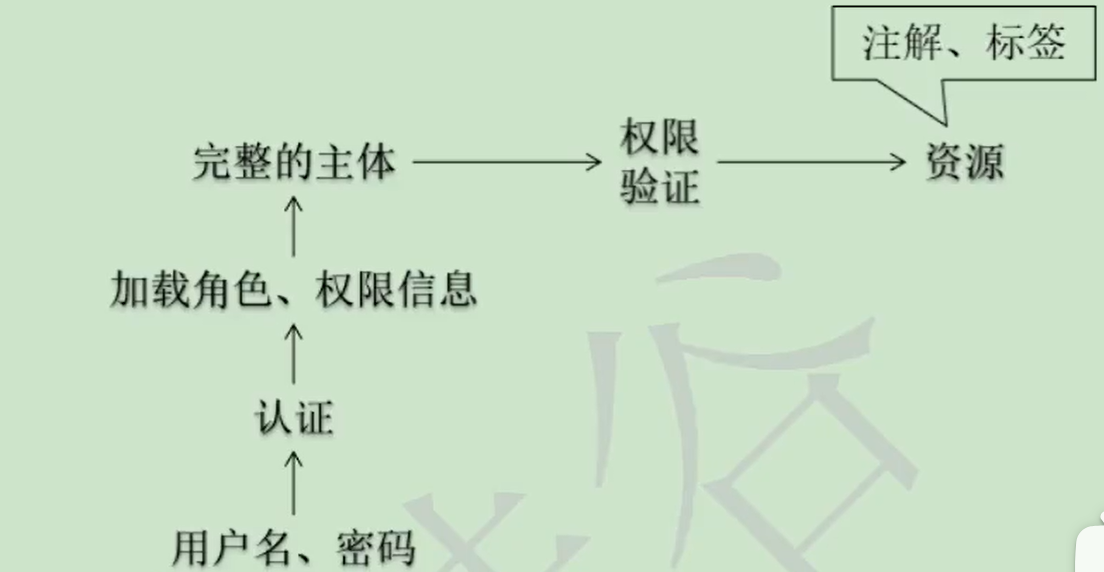 注解、标签
完整的主体
权限
验证
资源
加载角色、权限信息
认证
用户名、密码